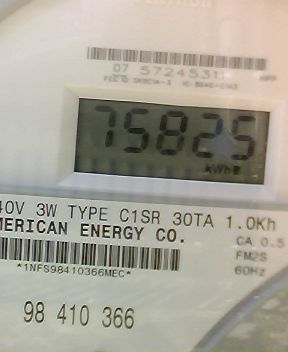 07 57245311
75825
kWh
40V 3W TYPE C1SR 30TA 1.0Kh
MERICAN ENERGY CO.
CA 0.5
*1NFS98410366MEC*
FM2S
60Hz
98 410 366